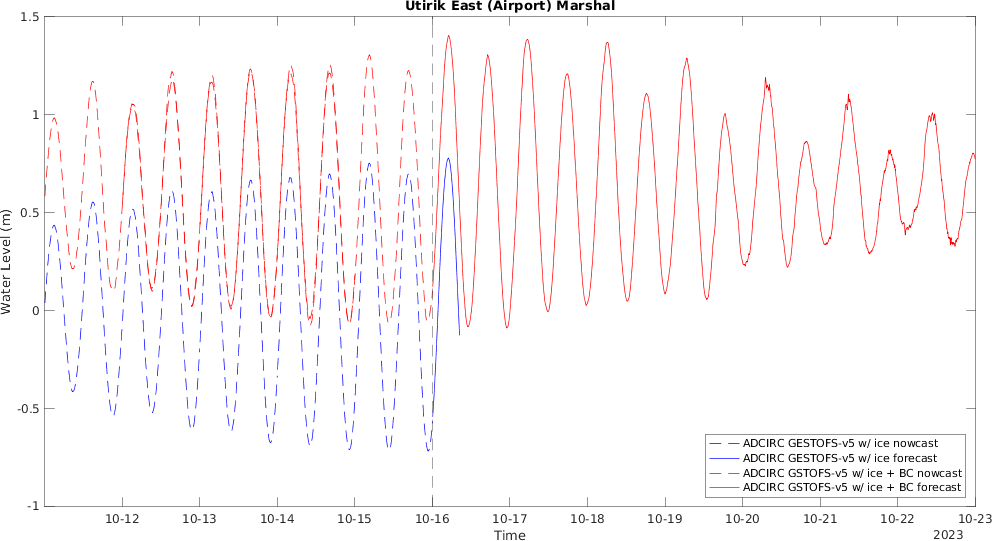 Utirik East (Airport) Marshal
1.5
1
0.5
0
-0.5
-1
Water Level (m)
ADCIRC GESTOFS-v5 w/ ice nowcast
ADCIRC GESTOFS-v5 w/ ice forecast
ADCIRC GSTOFS-v5 w/ ice + BC nowcast
ADCIRC GSTOFS-v5 w/ ice + BC forecast
10-12 10-13 10-14 10-15 10-16 10-17 10-18 10-19 10-20 10-21 10-22 10-23
Time
2023